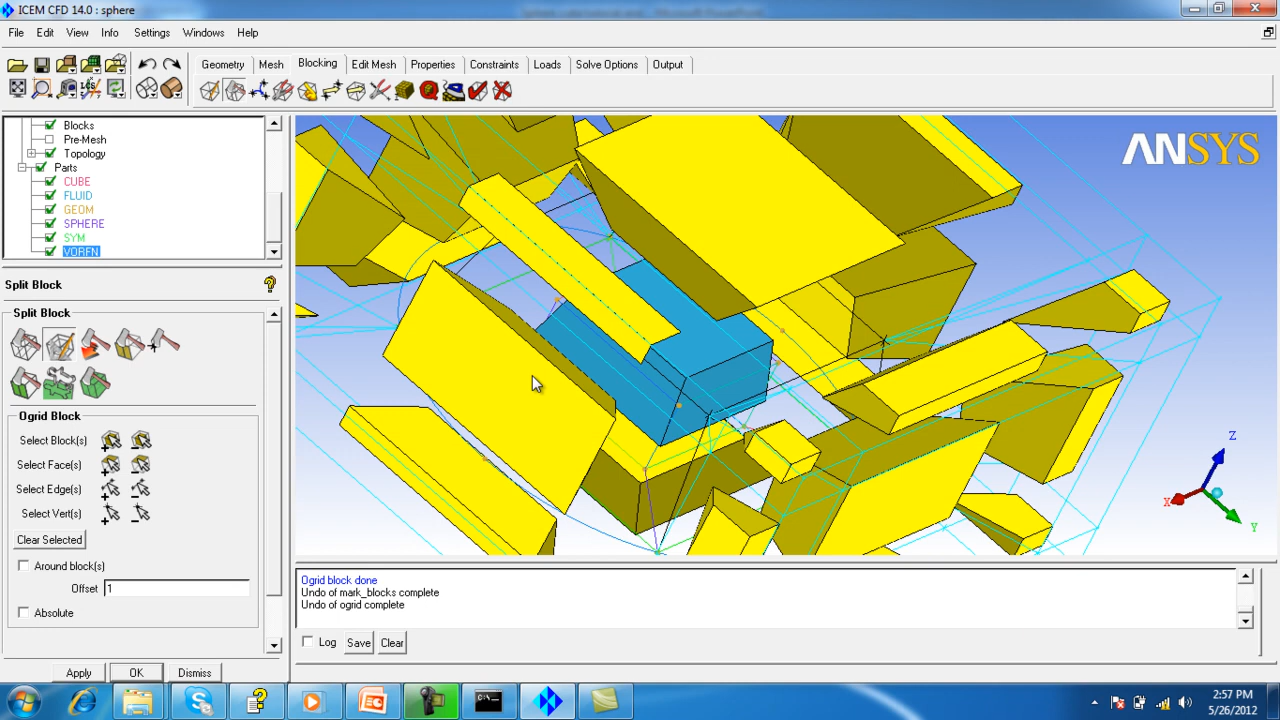 ICEM CFD 14.0 : sphere
File Edit View Info Settings Windows Help
Geometry Mesh Blocking Edit Mesh Properties Constraints Loads Solve Options Output
Blocks
Pre-Mesh
Topology
Parts
CUBE
FLUID
GEOM
SPHERE
SYM
VORFN
Split Block
Split Block
Ogrid Block
Select Block(s)
Select Face(s)
Select Edge(s)
Select Vert(s)
Clear Selected
Around block(s)
Offset 1
Absolute
Apply OK Dismiss
ANSYS
Z
X
Y
Ogrid block done
Undo of mark_blocks complete
Undo of ogrid complete
Log Save Clear
2:57 PM
5/26/2012